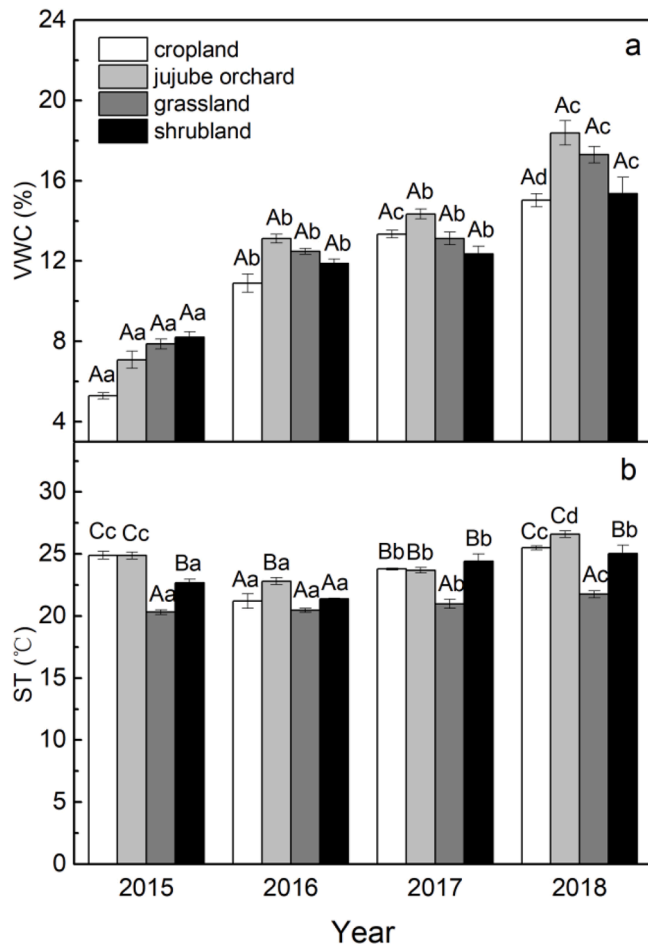 24
20
16
12
8
4
VWC (%)
cropland
jujube orchard
grassland
shrubland
a
Aa
Aa
Aa
Aa
Ab
Ab
Ab
Ab
Ac
Ab
Ab
Ab
Ad
Ac
Ac
Ac
b
30
25
20
15
10
5
0
ST (℃)
Cc
Cc
Aa
Ba
Aa
Ba
Aa
Aa
Bb
Bb
Ab
Bb
Cc
Cd
Ac
Bb
2015
2016
2017
2018
Year